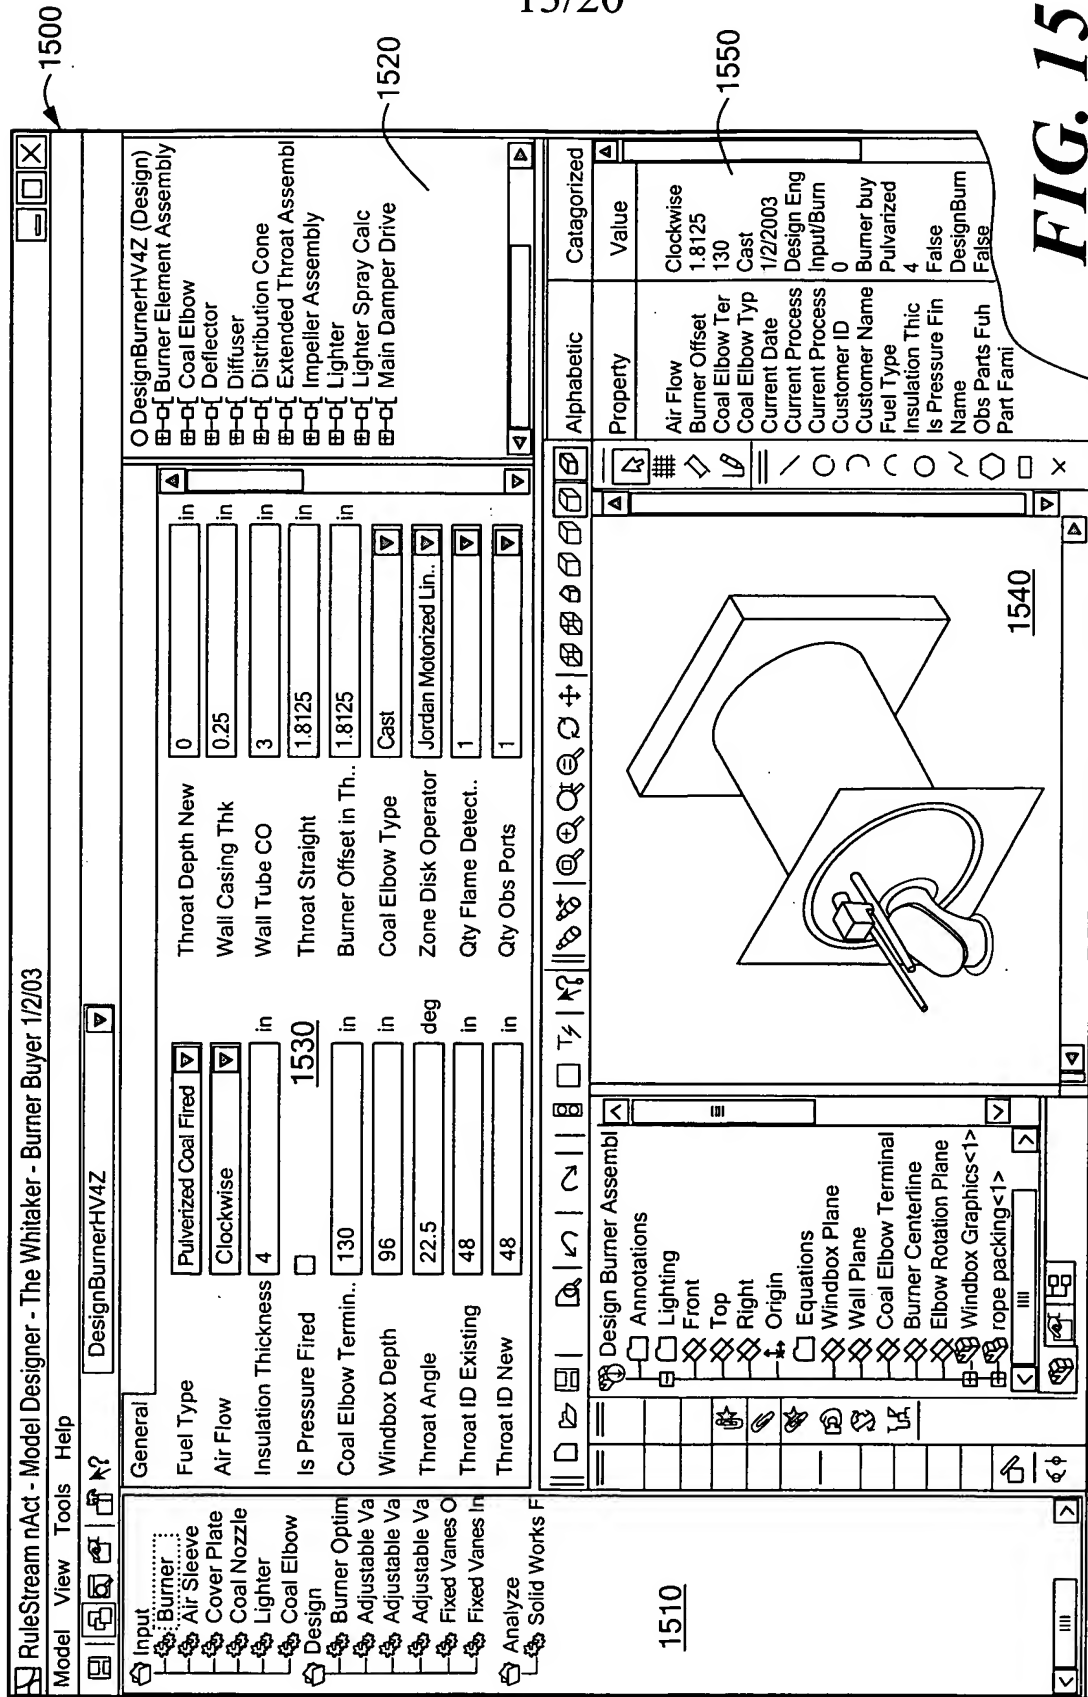 15/26
RuleStream nAct - Model Designer - The Whitaker - Burner Buyer 1/2/03
1500
Model View Tools Help
DesignBurnerHV4Z
Input
Burner
Air Sleeve
Cover Plate
Coal Nozzle
Lighter
Coal Elbow
Design
Burner Optim
Adjustable Va
Adjustable Va
Adjustable Va
Fixed Vanes O
Fixed Vanes In
Analyze
Solid Works F
1510
General
Fuel Type Pulverized Coal Fired
Air Flow Clockwise
Insulation Thickness 4 in
Is Pressure Fired
1530
Coal Elbow Termin.. 130 in
Windbox Depth 96 in
Throat Angle 22.5 deg
Throat ID Existing 48 in
Throat ID New 48 in
Throat Depth New 0 in
Wall Casing Thk 0.25 in
Wall Tube CO 3 in
Throat Straight 1.8125 in
Burner Offset in Th.. 1.8125 in
Coal Elbow Type Cast
Zone Disk Operator Jordan Motorized Lin..
Qty Flame Detect.. 1
Qty Obs Ports 1
DesignBurnerHV4Z (Design)
Burner Element Assembly
Coal Elbow
Deflector
Diffuser
Distribution Cone
Extended Throat Assembl
Impeller Assembly
Lighter
Lighter Spray Calc
Main Damper Drive
1520
Design Burner Assembl
Annotations
Lighting
Front
Top
Right
Origin
Equations
Windbox Plane
Wall Plane
Coal Elbow Terminal
Burner Centerline
Elbow Rotation Plane
Windbox Graphics<1>
rope packing<1>
1540
Alphabetic Catagorized
Property Value
Air Flow Clockwise
Burner Offset 1.8125
Coal Elbow Ter 130
Coal Elbow Typ Cast
Current Date 1/2/2003
Current Process Design Eng
Current Process Input/Burn
Customer ID 0
Customer Name Burner buy
Fuel Type Pulvarized
Insulation Thic 4
Is Pressure Fin False
Name DesignBurn
Obs Parts Fuh False
Part Fami
1550
FIG. 15